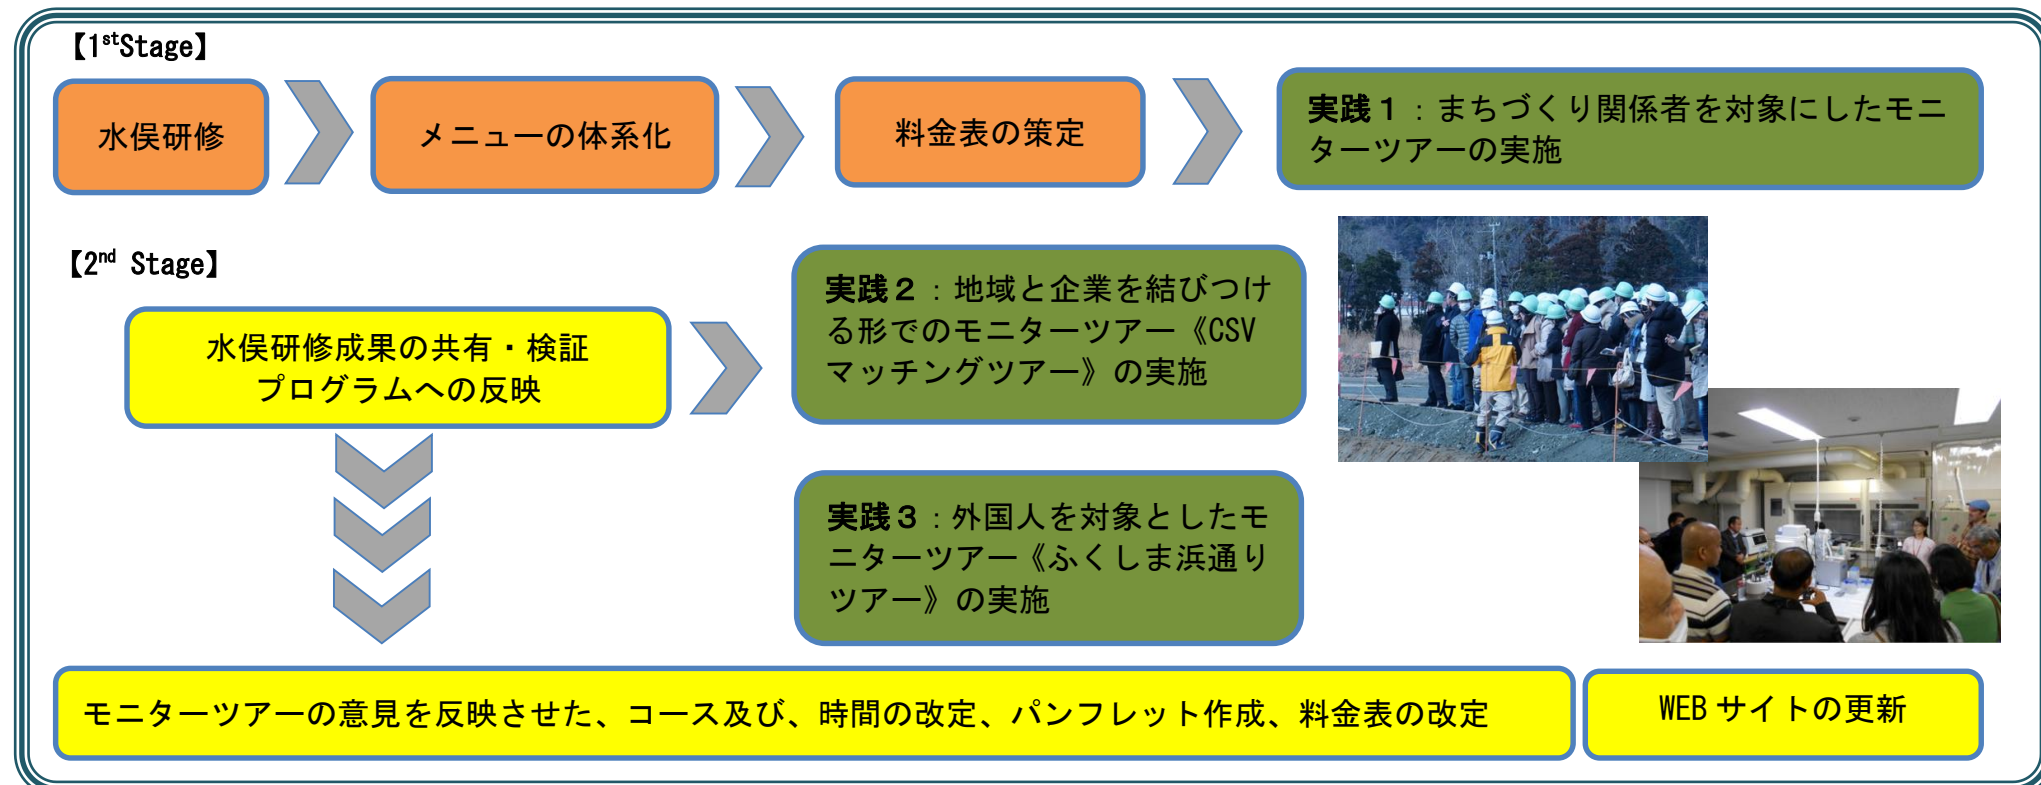 【1stStage】
水俣研修
メニューの体系化
料金表の策定
実践１：まちづくり関係者を対象にしたモニ
ターツアーの実施
【2nd Stage】
水俣研修成果の共有・検証
プログラムへの反映
実践２：地域と企業を結びつけ
る形でのモニターツアー《CSV
マッチングツアー》の実施
実践３：外国人を対象としたモ
ニターツアー《ふくしま浜通り
ツアー》の実施
モニターツアーの意見を反映させた、コース及び、時間の改定、パンフレット作成、料金表の改定
WEB サイトの更新